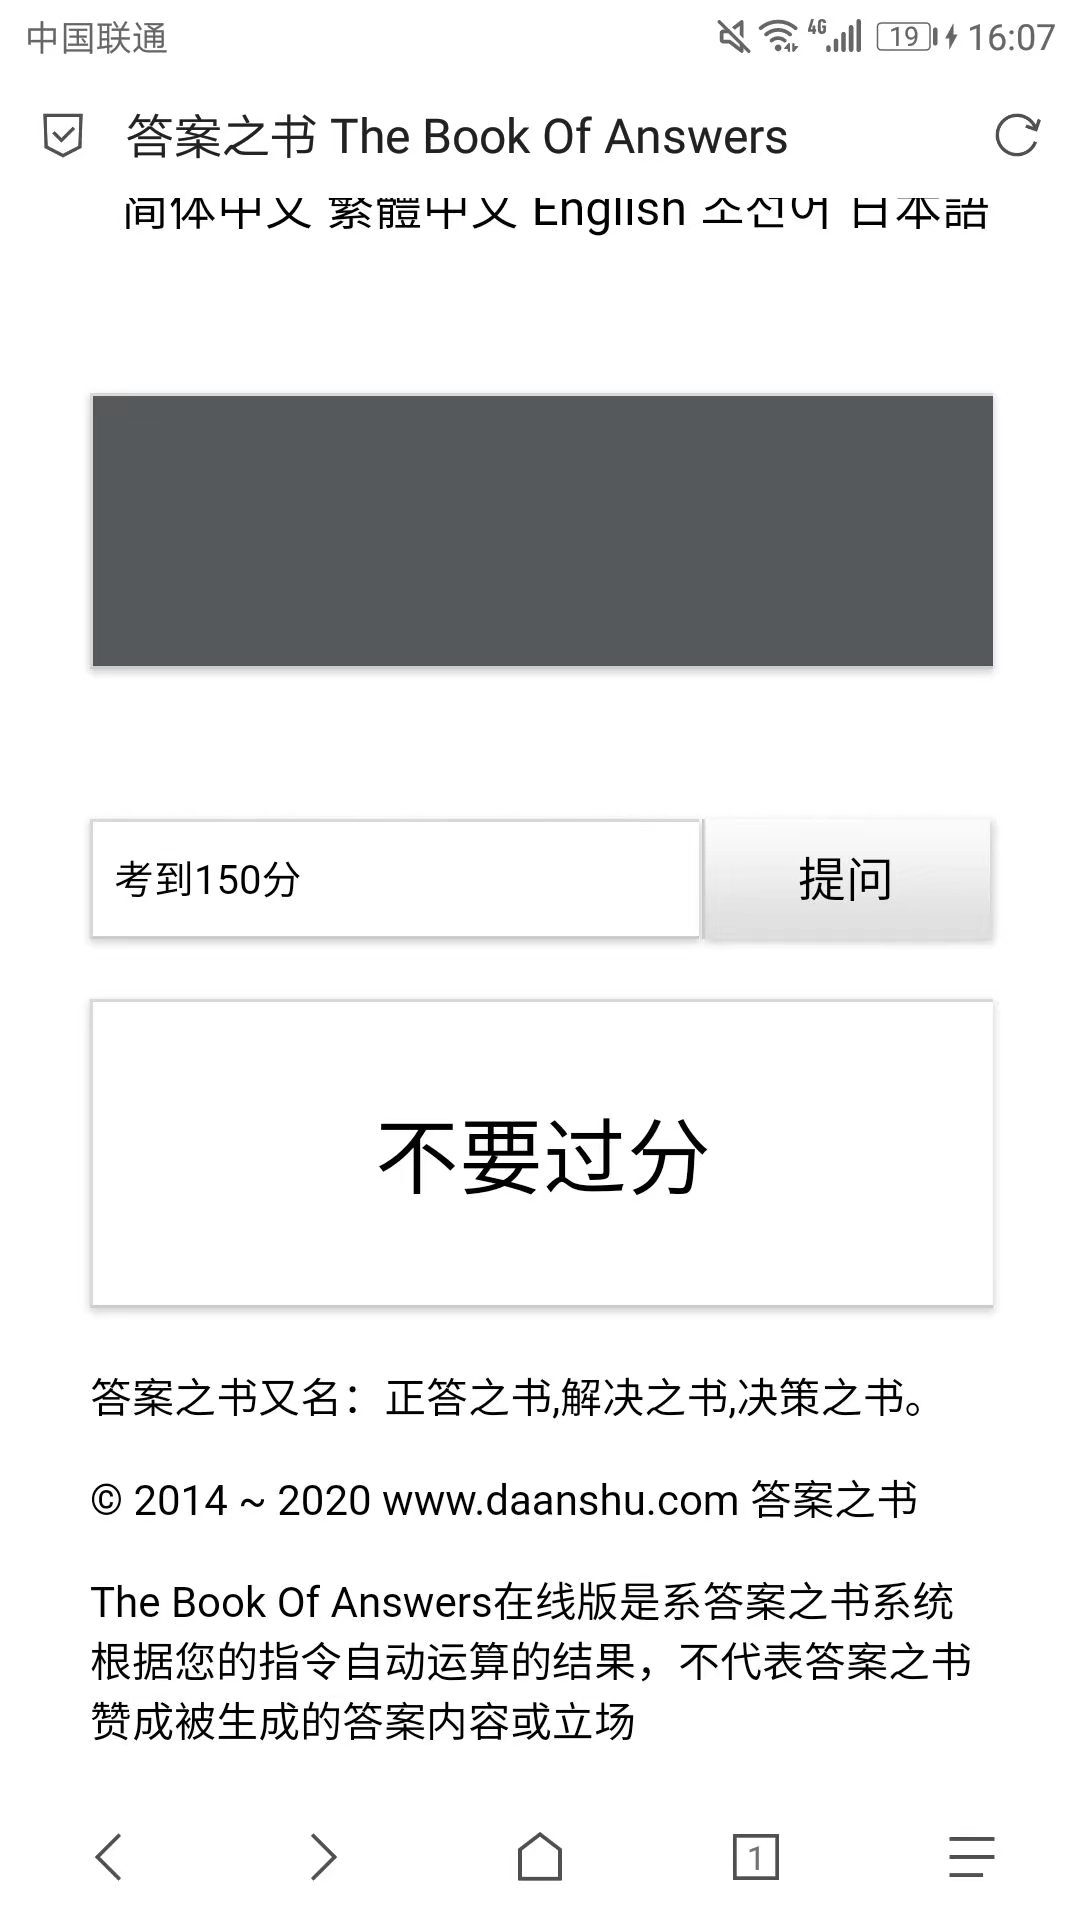 中国联通 4G 19 16:07
答案之书 The Book Of Answers
简体中文 繁體中文 English 조선어 日本語
考到150分 提问
不要过分
答案之书又名：正答之书,解决之书,决策之书。
© 2014 ~ 2020 www.daanshu.com 答案之书
The Book Of Answers在线版是系答案之书系统
根据您的指令自动运算的结果，不代表答案之书
赞成被生成的答案内容或立场
1